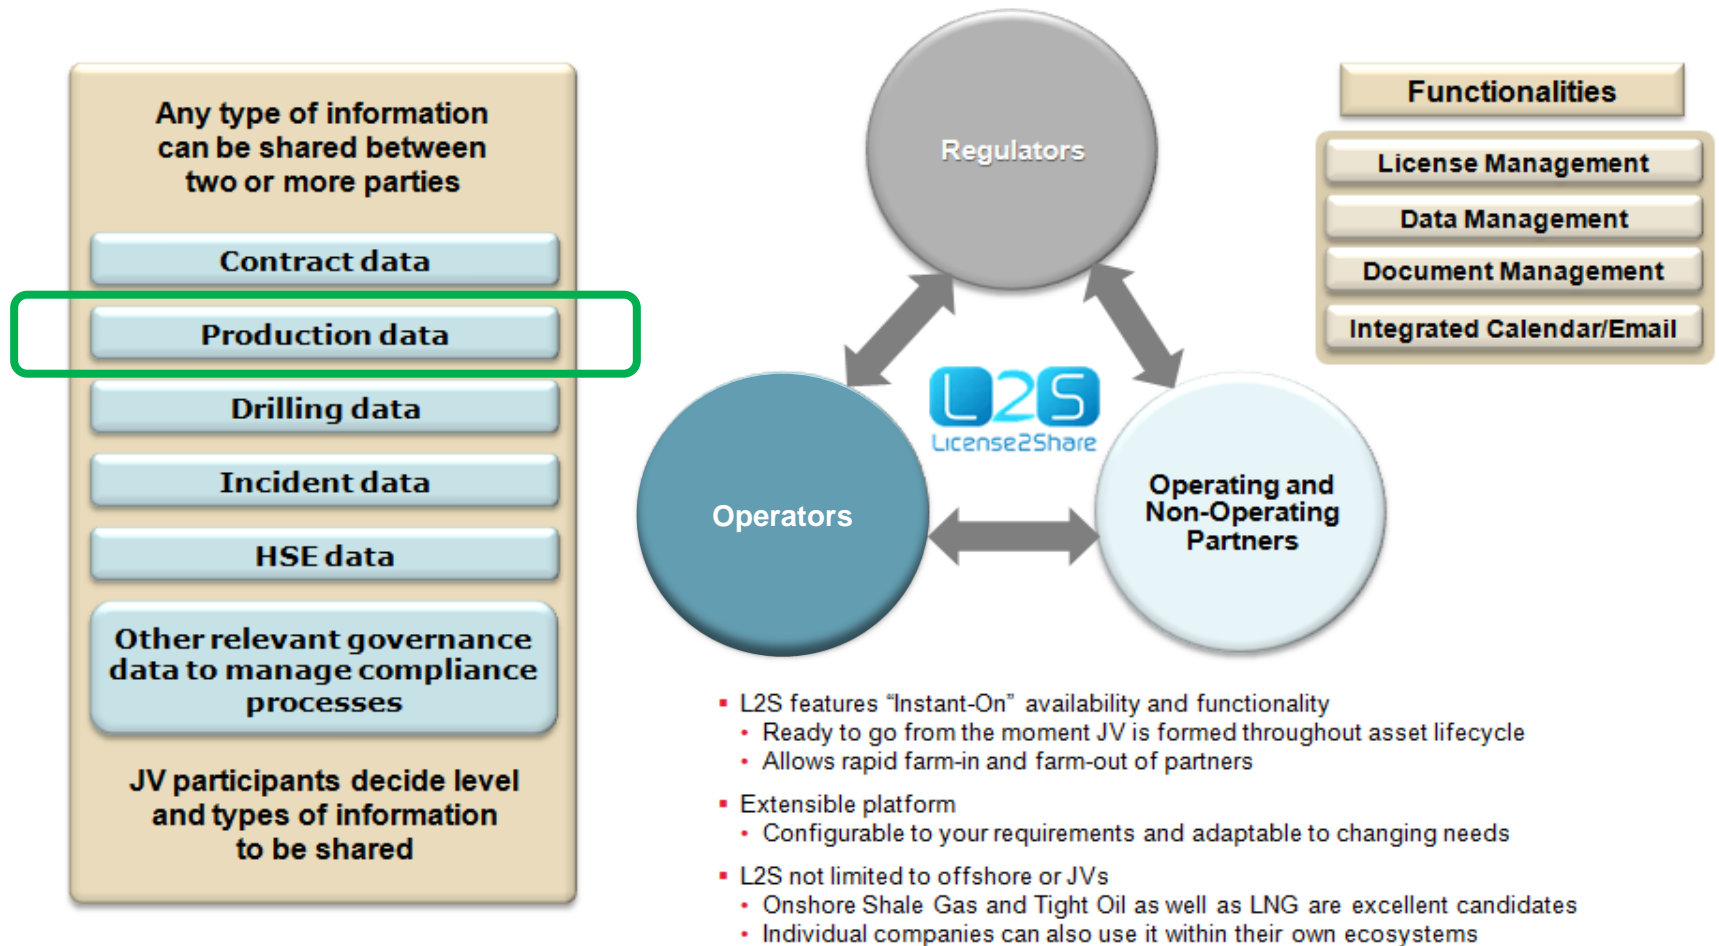 Any type of information
can be shared between
two or more parties
Contract data
Production data
Drilling data
Incident data
HSE data
Other relevant governance
data to manage compliance
processes
JV participants decide level
and types of information
to be shared
Regulators
Operators
Operating and
Non-Operating
Partners
L2S
License2Share
Functionalities
License Management
Data Management
Document Management
Integrated Calendar/Email
▪ L2S features “Instant-On” availability and functionality
• Ready to go from the moment JV is formed throughout asset lifecycle
• Allows rapid farm-in and farm-out of partners
▪ Extensible platform
• Configurable to your requirements and adaptable to changing needs
▪ L2S not limited to offshore or JVs
• Onshore Shale Gas and Tight Oil as well as LNG are excellent candidates
• Individual companies can also use it within their own ecosystems